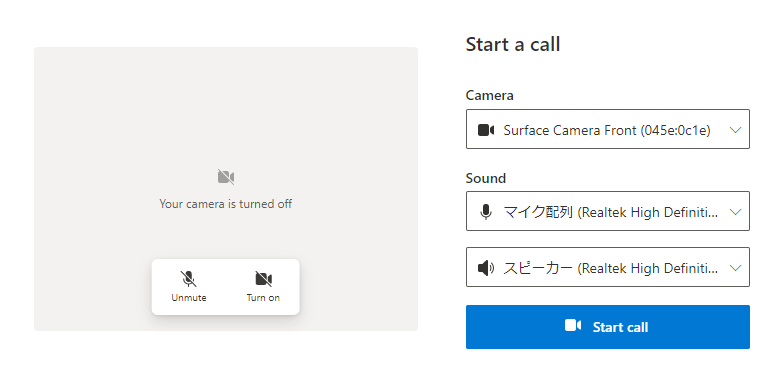 Start a call
Camera
Surface Camera Front (045e:0c1e)
Your camera is turned off
Sound
マイク配列 (Realtek High Definiti...
スピーカー (Realtek High Definiti...
Unmute
Turn on
Start call